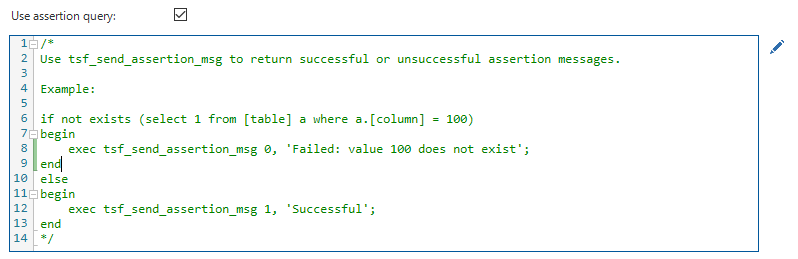 Use assertion query:
1 /*
2 Use tsf_send_assertion_msg to return successful or unsuccessful assertion messages.
3
4 Example:
5
6 if not exists (select 1 from [table] a where a.[column] = 100)
7 begin
8     exec tsf_send_assertion_msg 0, 'Failed: value 100 does not exist';
9 end
10 else
11 begin
12     exec tsf_send_assertion_msg 1, 'Successful';
13 end
14 */